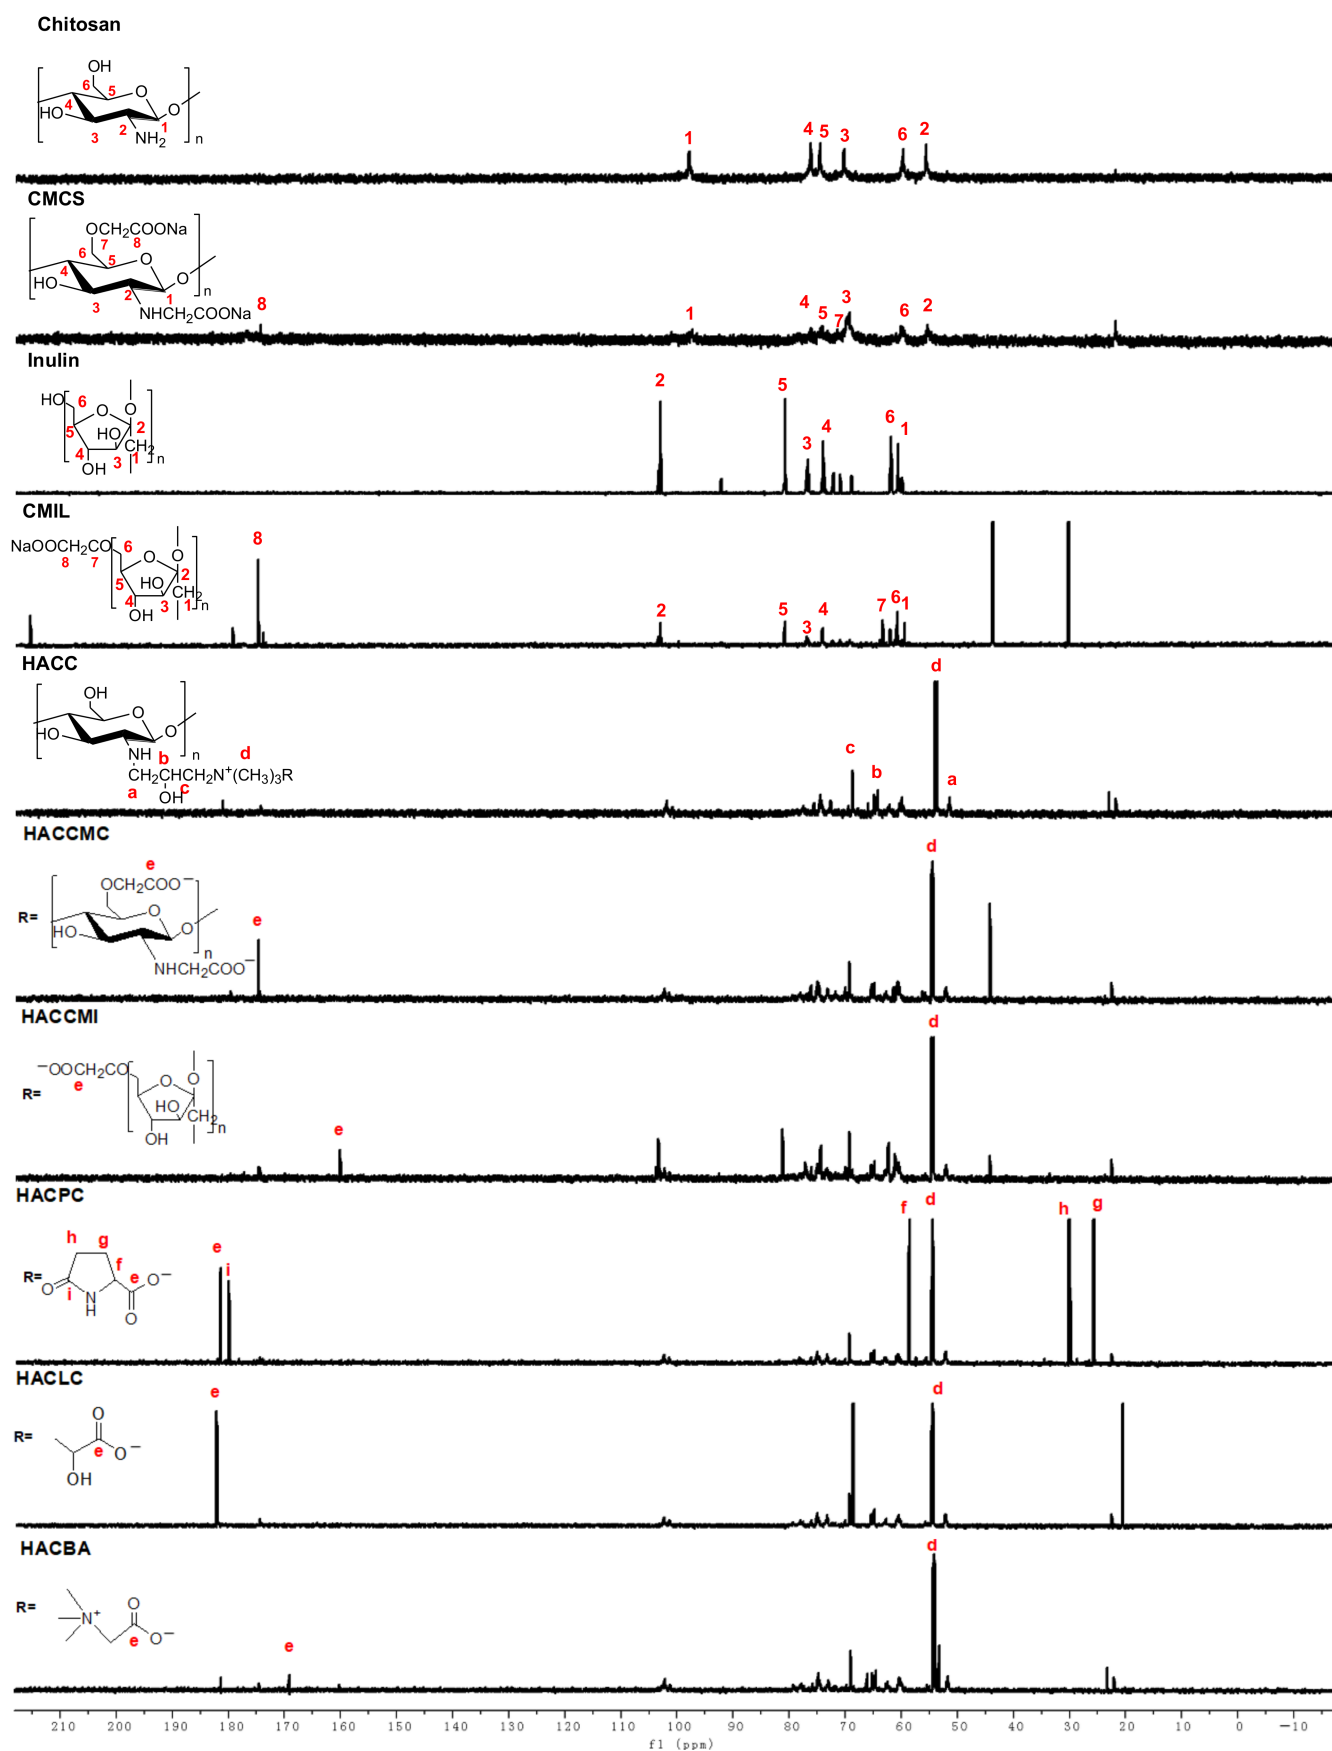 Chitosan
OH
6
5
O
4
HO
O
2
1
3
NH2
n
1
4
5
3
6
2
CMCS
OCH2COONa
7
8
6
5
O
4
O
HO
n
2
1
3
NHCH2COONa
8
1
4
5
7
3
6
2
Inulin
HO
6
O
O
5
HO
2
CH2
4
3
1
n
OH
2
5
3
4
6
1
CMIL
NaOOCH2CO
8
7
6
O
O
5
HO
2
CH2
4
3
1
n
OH
8
2
5
3
4
7
6
1
HACC
OH
O
O
HO
n
NH
b
d
CH2CHCH2N+(CH3)3R
a
OH
c
c
b
d
a
HACCMC
e
OCH2COO−
R=
O
O
HO
n
NHCH2COO−
e
d
HACCMI
−OOCH2CO
e
O
O
R=
HO
CH2
n
OH
e
d
HACPC
h
g
f
R=
O
i
N
H
e
O−
O
e
i
f
d
h
g
HACLC
R=
O
e
O−
OH
e
d
HACBA
R=
N+
O
e
O−
e
d
210 200 190 180 170 160 150 140 130 120 110 100 90 80 70 60 50 40 30 20 10 0 −10
f1 (ppm)